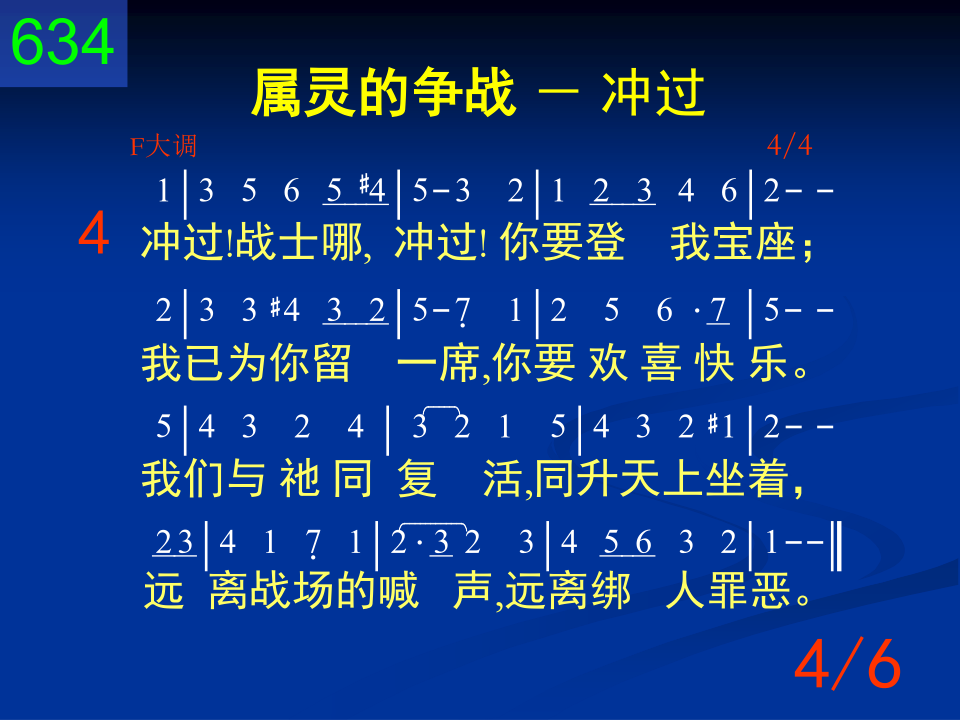 634
属灵的争战 － 冲过
F大调 4/4
1|3 5 6 5 #4|5-3 2|1 2 3 4 6|2- -
4
冲过!战士哪, 冲过! 你要登 我宝座；
2|3 3 #4 3 2|5-7̣ 1|2 5 6 · 7|5- -
我已为你留 一席,你要 欢 喜 快 乐。
5|4 3 2 4|3 2 1 5|4 3 2 #1|2- -
我们与 祂 同 复 活,同升天上坐着,
2 3|4 1 7̣ 1|2 · 3 2 3|4 5 6 3 2|1--‖
远 离战场的喊 声,远离绑 人罪恶。
4/6